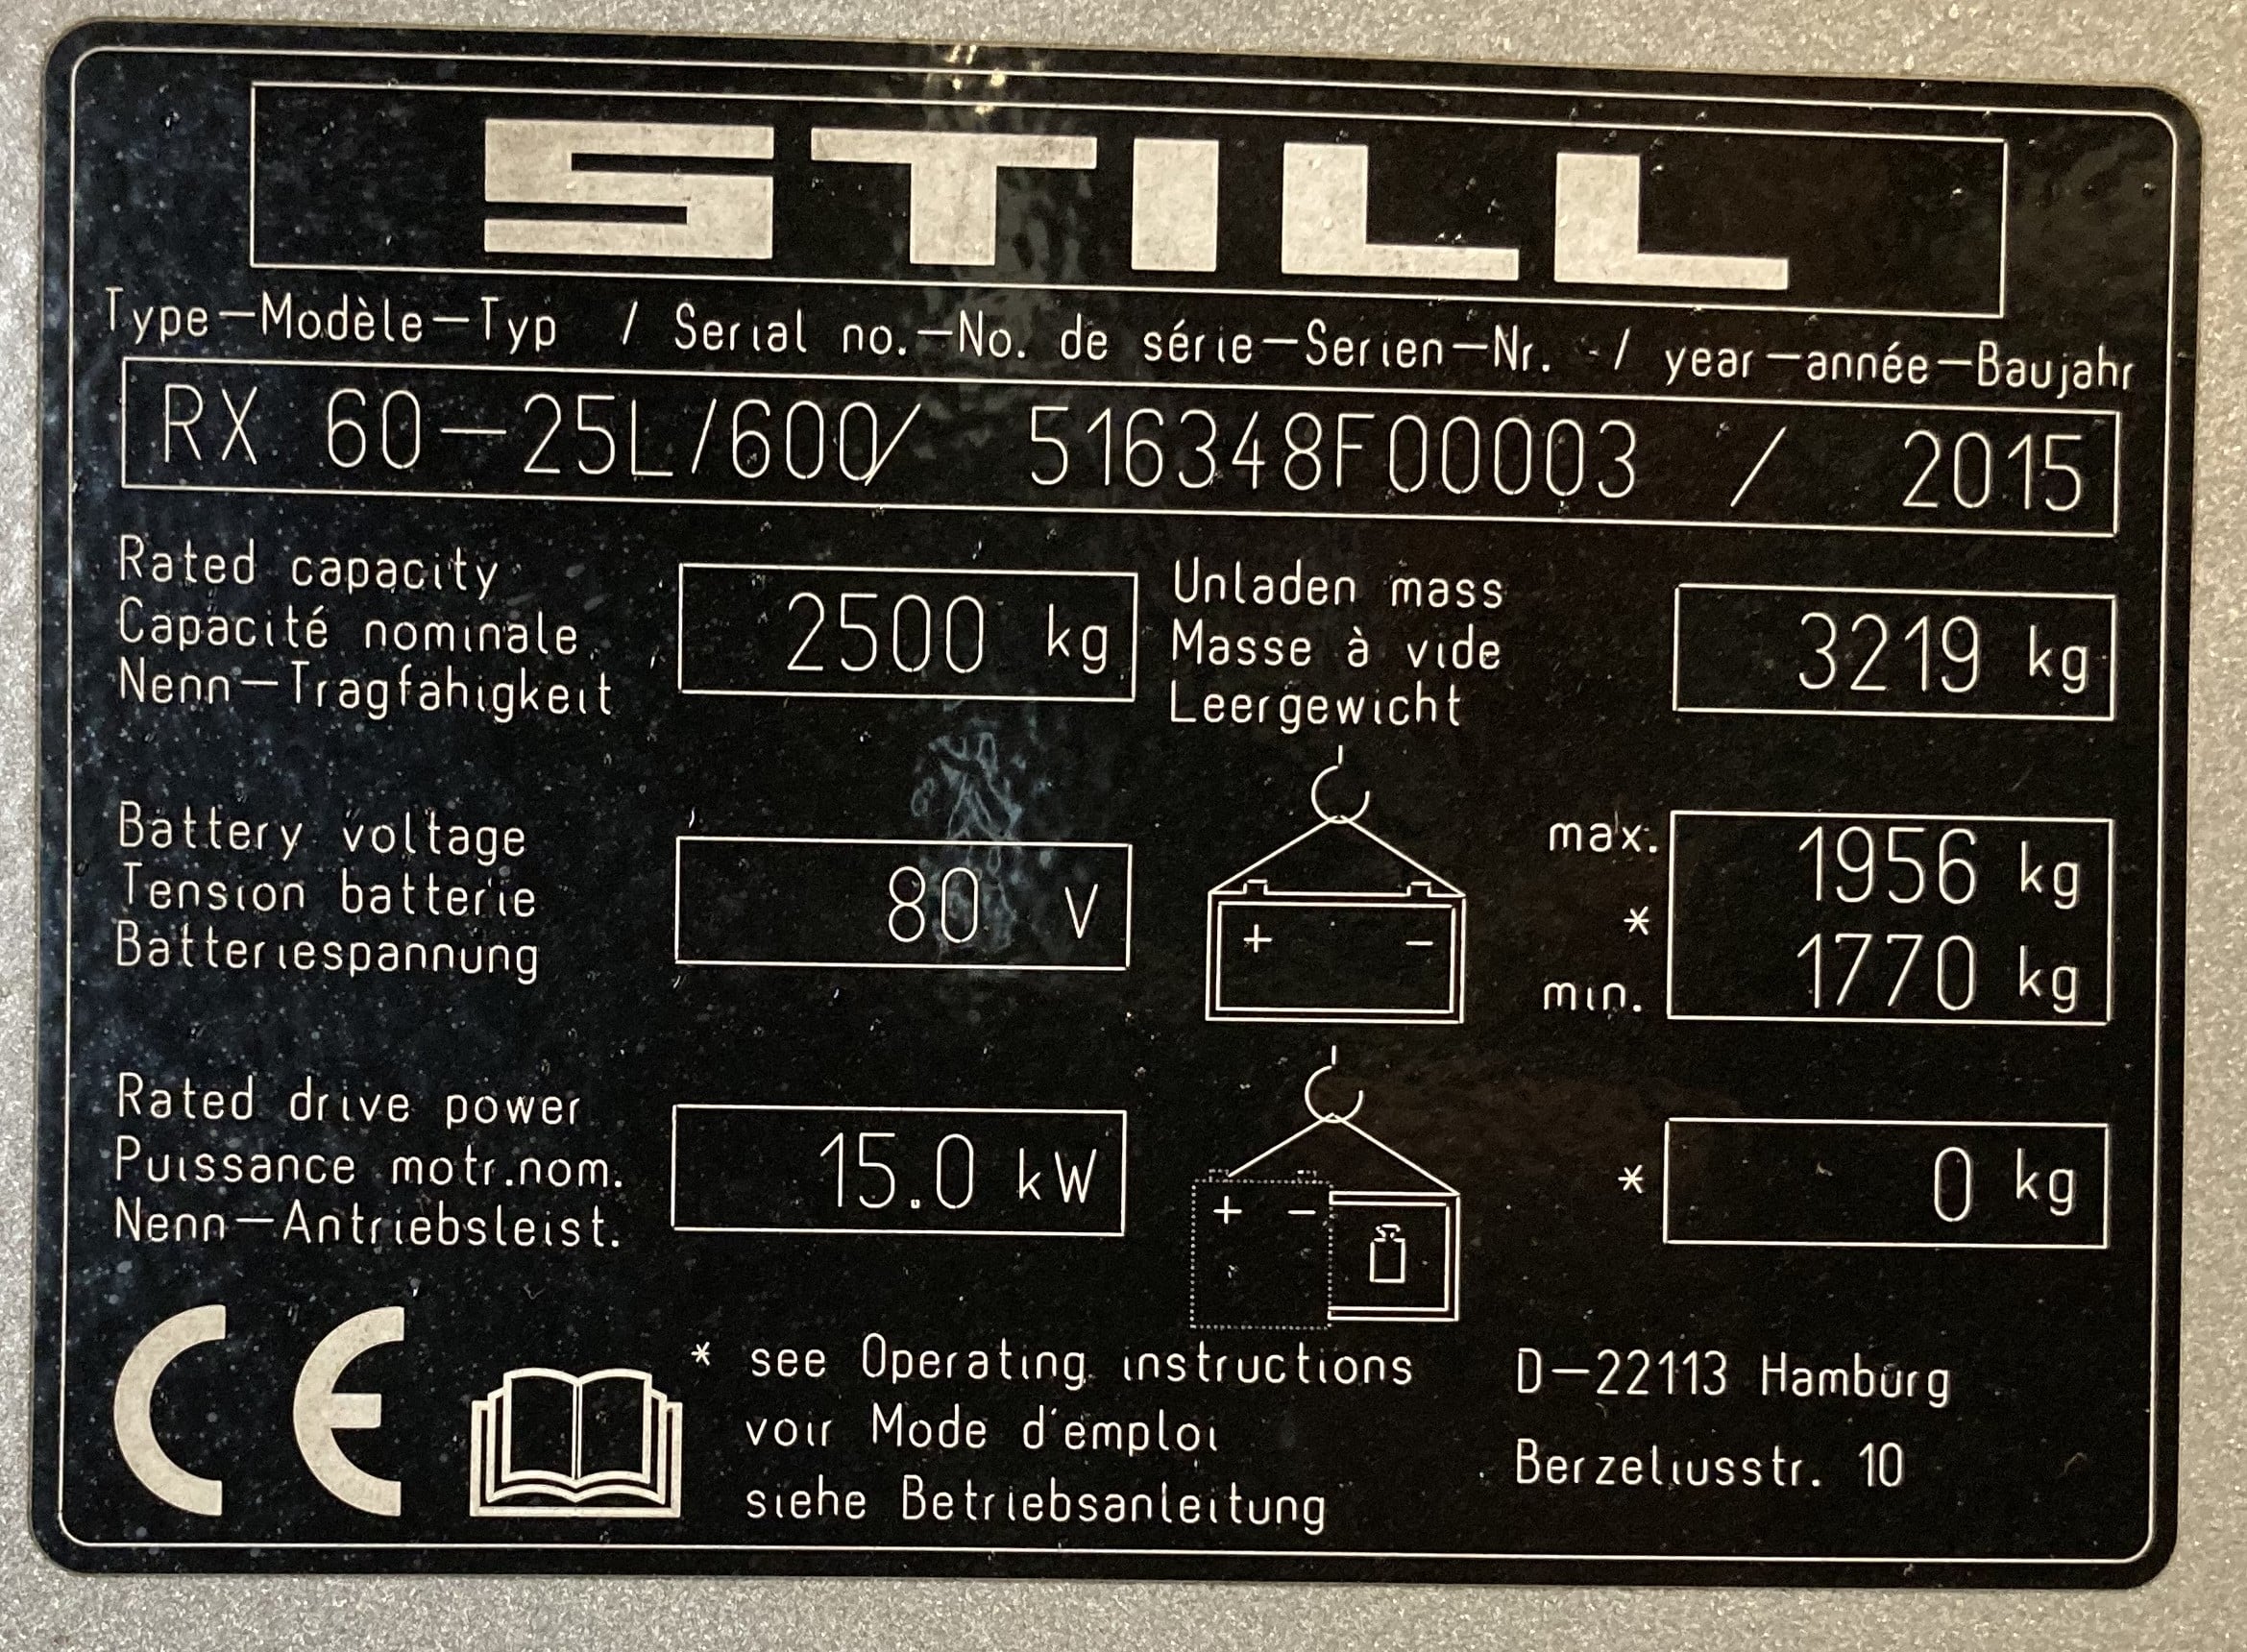 STILL
Type–Modèle–Typ / Serial no.–No. de série–Serien–Nr. / year–année–Baujahr
RX 60–25L/600/ 516348F00003 / 2015
Rated capacity
Capacité nominale
Nenn–Tragfähigkeit
2500 kg
Unladen mass
Masse à vide
Leergewicht
3219 kg
Battery voltage
Tension batterie
Batteriespannung
80 V
+ –
max. 1956 kg
*
min. 1770 kg
Rated drive power
Puissance motr.nom.
Nenn–Antriebsleist.
15.0 kW
+ –
* 0 kg
CE
* see Operating instructions
voir Mode d'emploi
siehe Betriebsanleitung
D–22113 Hamburg
Berzeliusstr. 10